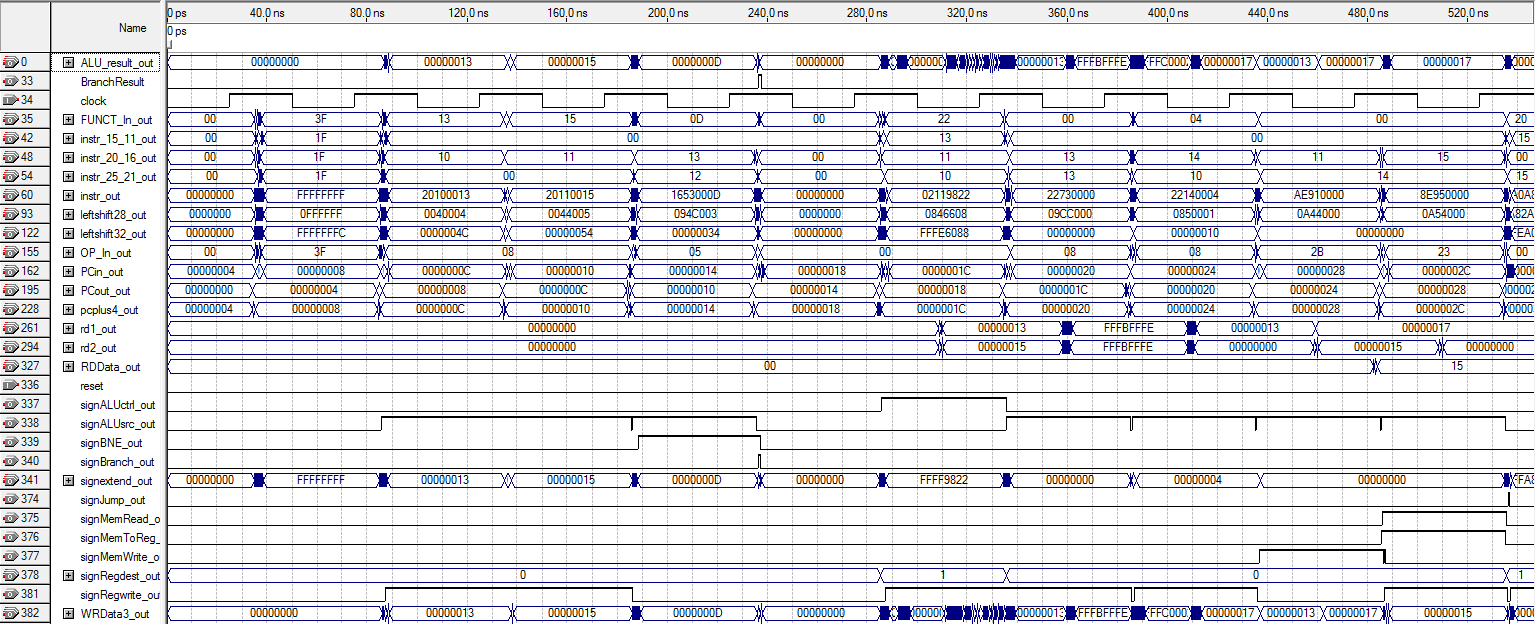 0 ps 40.0 ns 80.0 ns 120.0 ns 160.0 ns 200.0 ns 240.0 ns 280.0 ns 320.0 ns 360.0 ns 400.0 ns 440.0 ns 480.0 ns 520.0 ns
Name
0 ps
0 ALU_result_out 00000000 00000013 00000015 0000000D 00000000 00000 00000013 FFFBFFFE FFC000 00000017 00000013 00000017 00000017
33 BranchResult
34 clock
35 FUNCT_In_out 00 3F 13 15 0D 00 22 00 04 00 20
42 instr_15_11_out 00 1F 00 13 00 15
48 instr_20_16_out 00 1F 10 11 13 00 11 13 14 11 15 00
54 instr_25_21_out 00 1F 00 12 00 10 13 10 14 15
60 instr_out 00000000 FFFFFFFF 20100013 20110015 1653000D 00000000 02119822 22730000 22140004 AE910000 8E950000 0A8
93 leftshift28_out 0000000 0FFFFFF 0040004 0044005 094C003 0000000 0846608 09CC000 0850001 0A44000 0A54000 82A
122 leftshift32_out 00000000 FFFFFFFC 0000004C 00000054 00000034 00000000 FFFE6088 00000000 00000010 00000000 FEA
155 OP_In_out 00 3F 08 05 00 08 08 2B 23 00
162 PCin_out 00000004 00000008 0000000C 00000010 00000014 00000018 0000001C 00000020 00000024 00000028 0000002C
195 PCout_out 00000000 00000004 00000008 0000000C 00000010 00000014 00000018 0000001C 00000020 00000024 00000028 00002
228 pcplus4_out 00000004 00000008 0000000C 00000010 00000014 00000018 0000001C 00000020 00000024 00000028 0000002C 0000
261 rd1_out 00000000 00000013 FFFBFFFE 00000013 00000017
294 rd2_out 00000000 00000015 FFFBFFFE 00000000 00000015 00000000
327 RDData_out 00 15
336 reset
337 signALUctrl_out
338 signALUsrc_out
339 signBNE_out
340 signBranch_out
341 signextend_out 00000000 FFFFFFFF 00000013 00000015 0000000D 00000000 FFFF9822 00000000 00000004 00000000 FFA8
374 signJump_out
375 signMemRead_o
376 signMemToReg_
377 signMemWrite_o
378 signRegdest_out 0 1 0 1
381 signRegwrite_ou
382 WRData3_out 00000000 00000013 00000015 0000000D 00000000 0000 00000013 FFFBFFFE FFC000 00000017 00000013 00000017 00000015